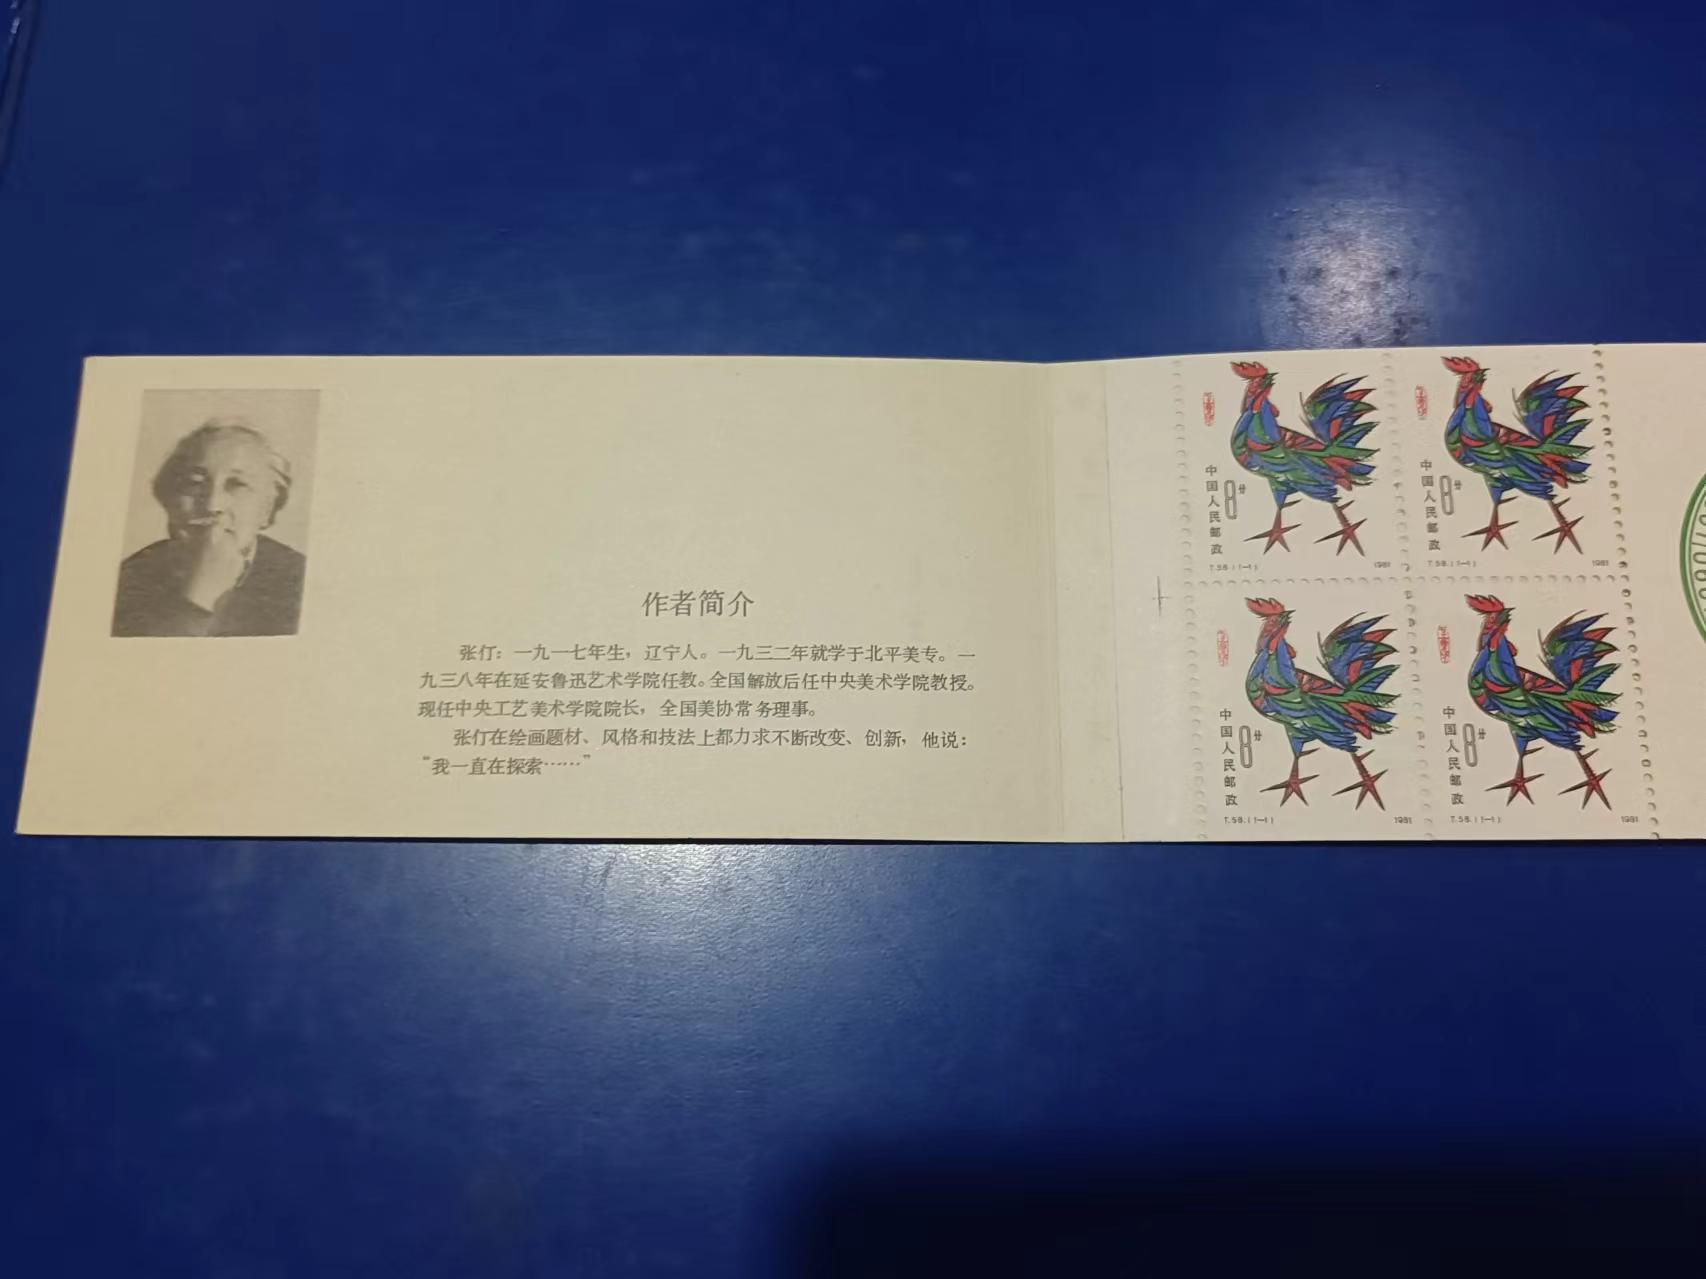 作者简介
张仃：一九一七年生，辽宁人。一九三二年就学于北平美专。一
九三八年在延安鲁迅艺术学院任教。全国解放后任中央美术学院教授。
现任中央工艺美术学院院长，全国美协常务理事。
张仃在绘画题材、风格和技法上都力求不断改变、创新，他说：
“我一直在探索……”
中国人民邮政
8分
T.58.(1—1)
1981
中国人民邮政
8分
T.58.(1—1)
1981
中国人民邮政
8分
T.58.(1—1)
1981
中国人民邮政
8分
T.58.(1—1)
1981